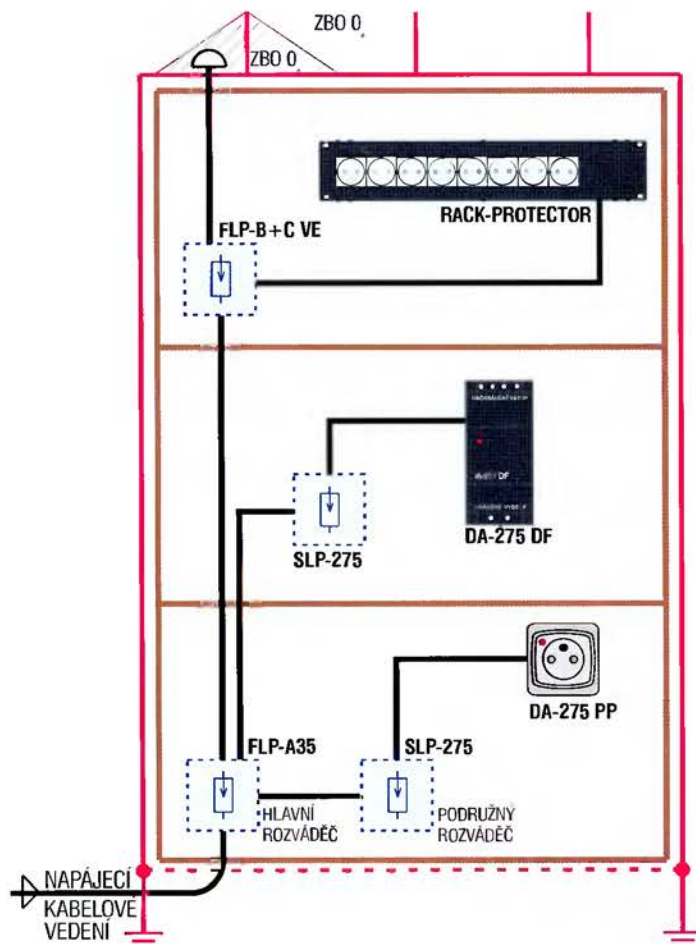 ZBO 0,
ZBO 0,
RACK-PROTECTOR
FLP-B+C VE
DF
SLP-275
DA-275 DF
DA-275 PP
FLP-A35
SLP-275
HLAVNÍ
ROZVÁDĚČ
PODRUŽNÝ
ROZVÁDĚČ
NAPÁJECÍ
KABELOVÉ
VEDENÍ